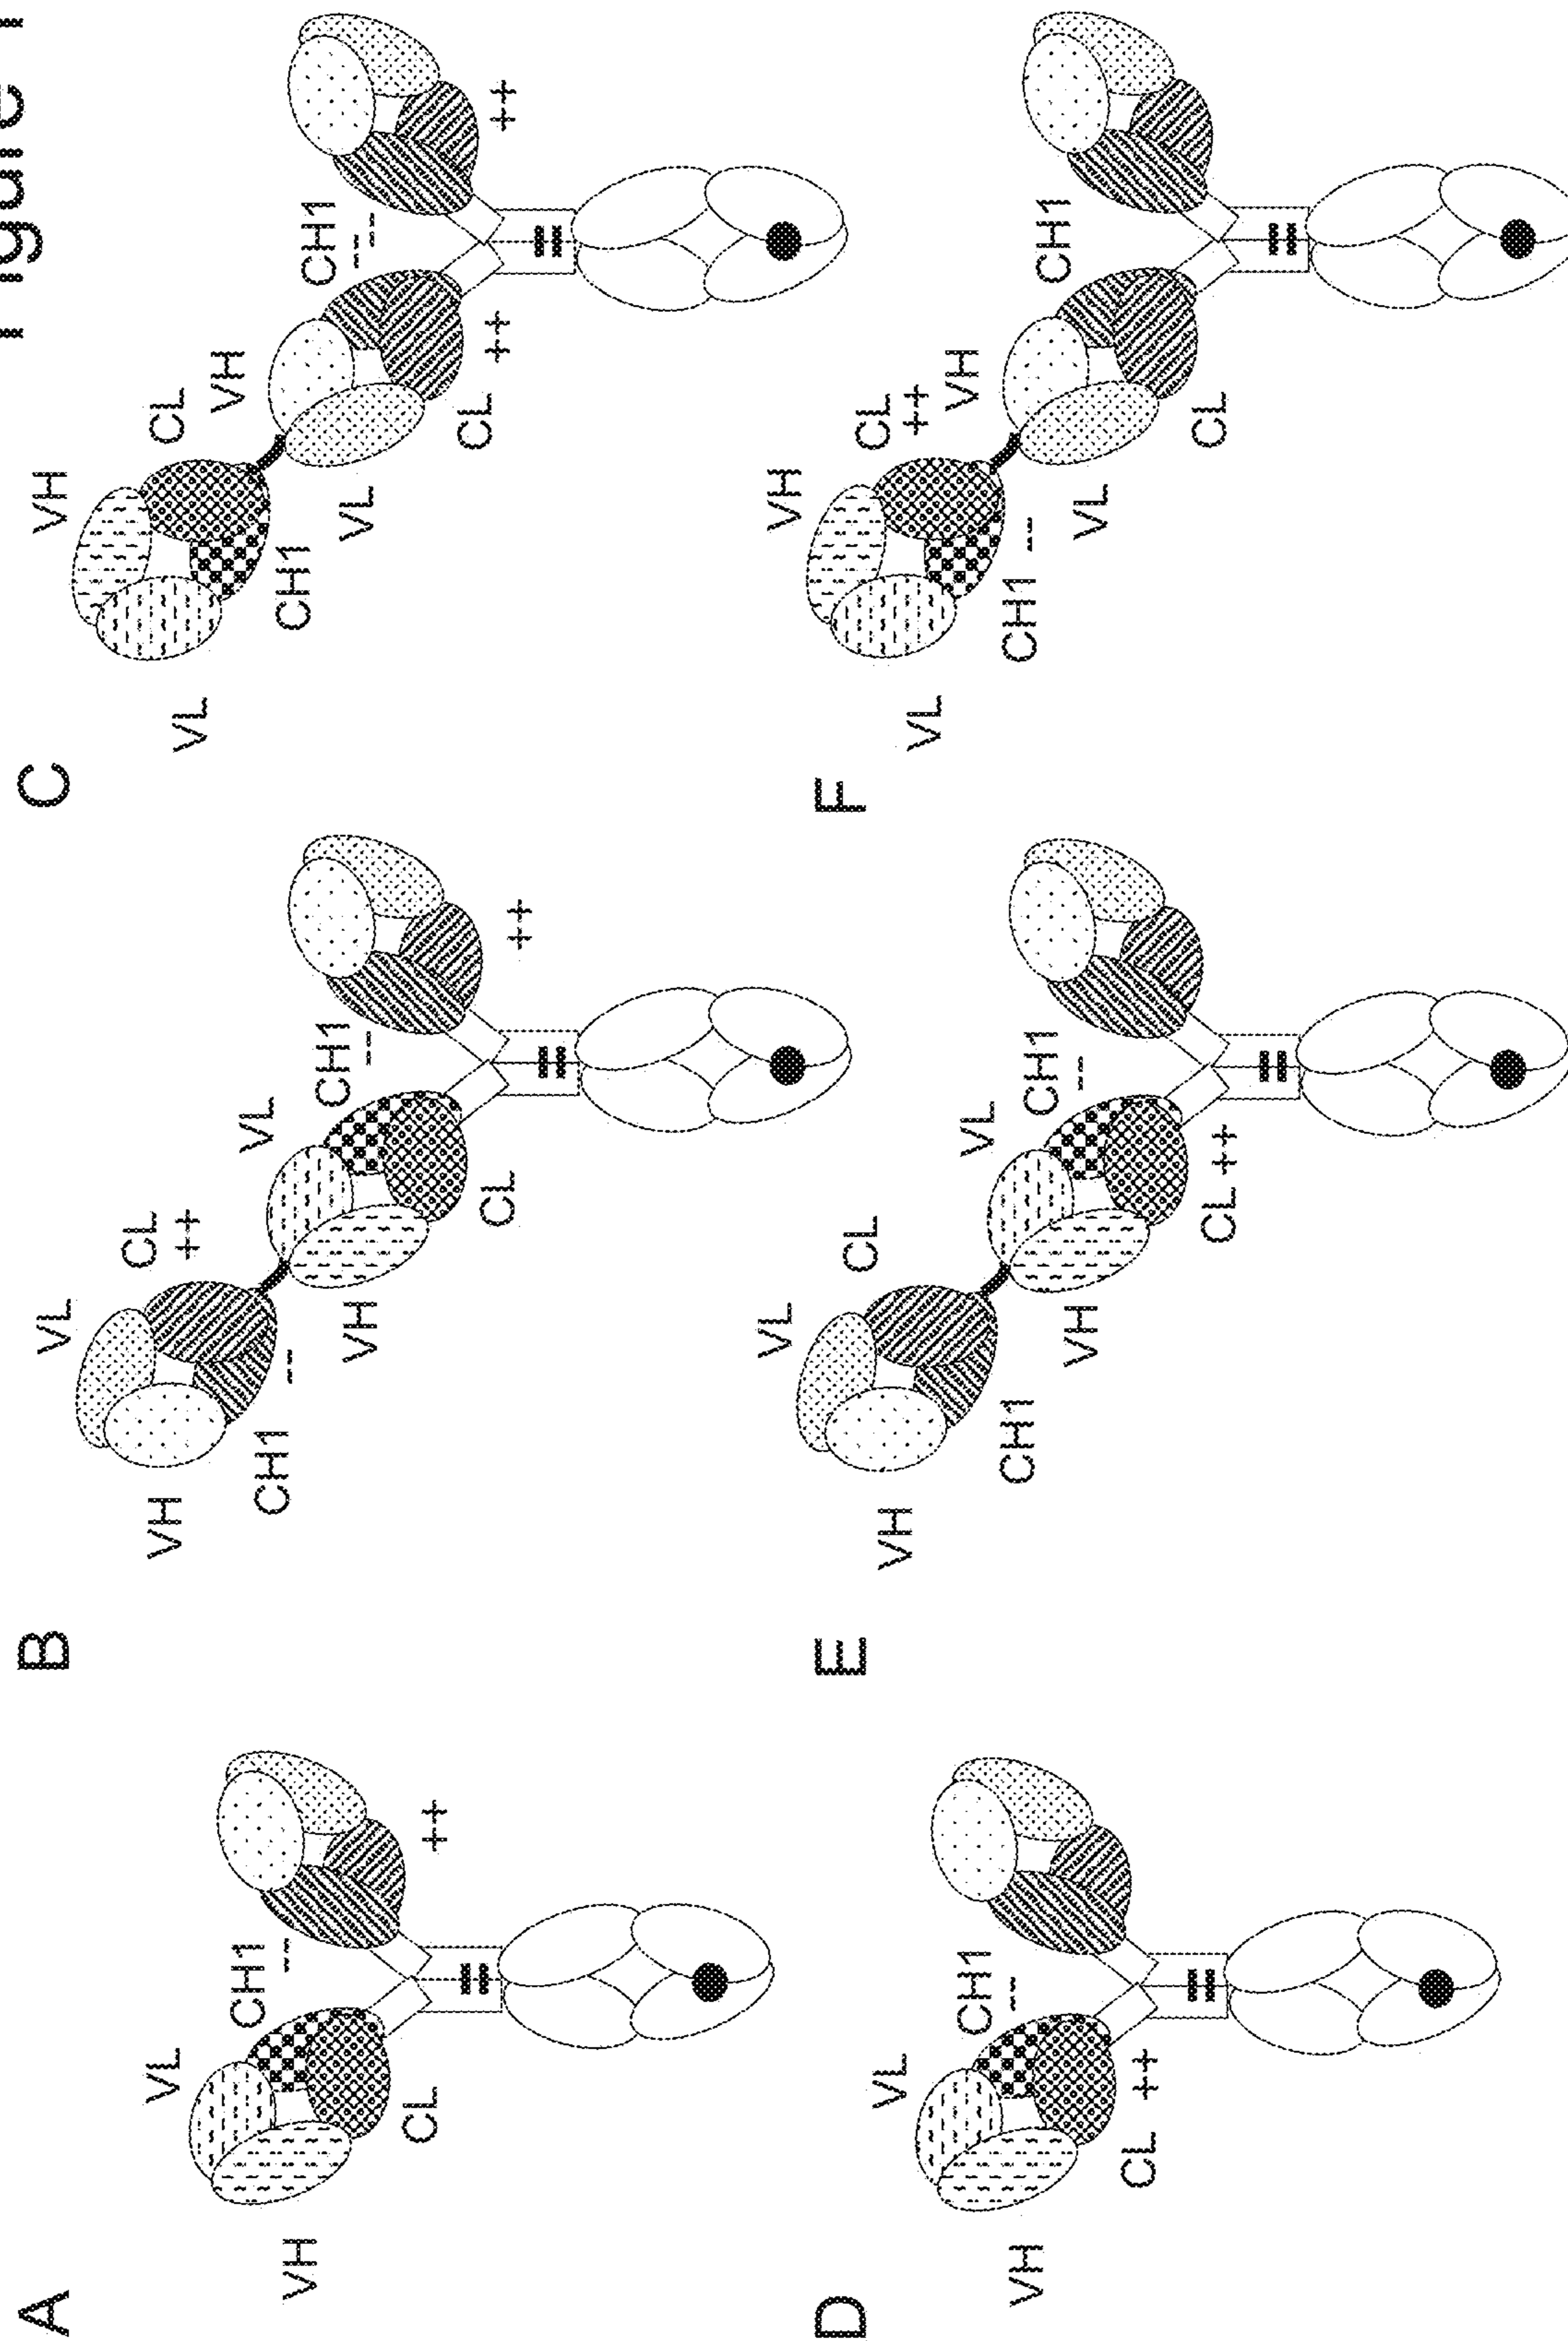 Figure 1
A
VL
CH1
--
VH
CL
++
B
VL
CL
++
VH
VL
CH1
--
CH1
--
VH
CL
++
C
VH
CL
VL
VH
CH1
CH1
--
--
VL
CL
++
++
D
VL
CH1
--
VH
CL ++
E
VL
CL
VH
VL
CH1
CH1
--
VH
CL ++
F
VH
CL
++
VL
VH
CH1 --
CH1
VL
CL